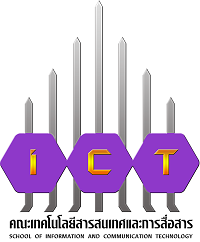 iCT
คณะเทคโนโลยีสารสนเทศและการสื่อสาร
SCHOOL OF INFORMATION AND COMMUNICATION TECHNOLOGY